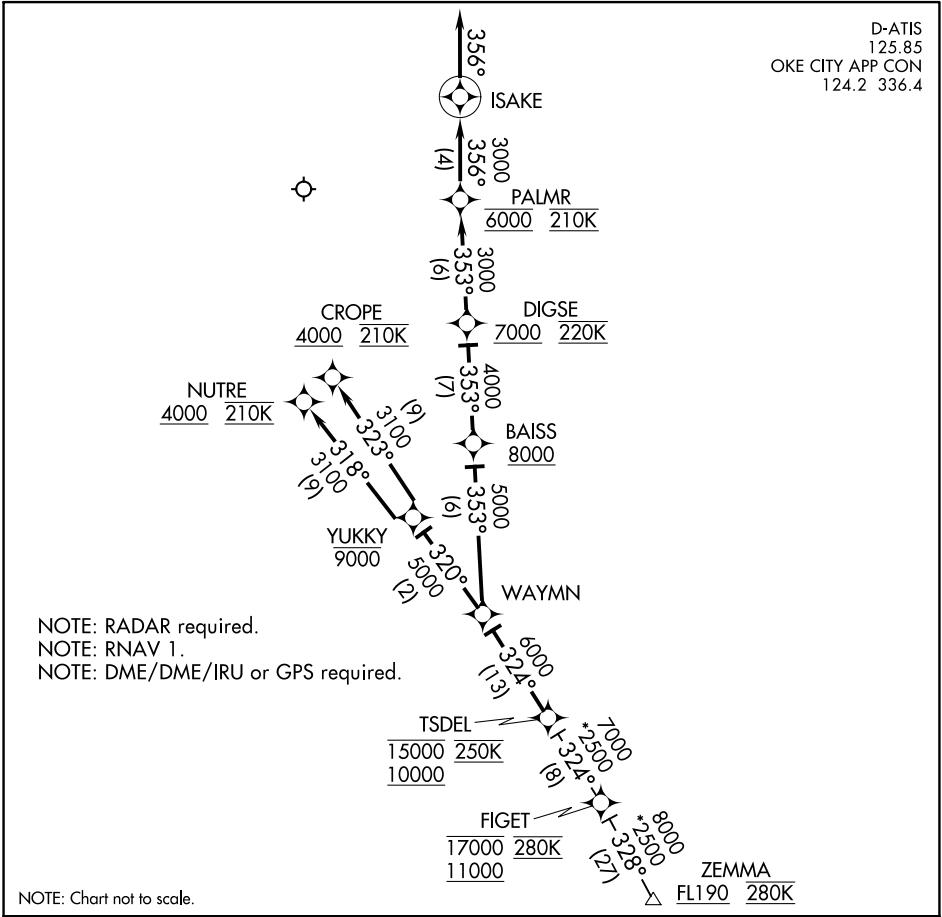 D-ATIS
125.85
OKE CITY APP CON
124.2 336.4
356°
ISAKE
3000
356°
(4)
PALMR
6000 210K
3000
353°
(6)
DIGSE
7000 220K
CROPE
4000 210K
NUTRE
4000 210K
4000
353°
(7)
BAISS
8000
(9)
3100
323°
318°
3100
(9)
5000
353°
(6)
YUKKY
9000
320°
5000
(2)
WAYMN
NOTE: RADAR required.
NOTE: RNAV 1.
NOTE: DME/DME/IRU or GPS required.
6000
324°
(13)
TSDEL
15000 250K
10000
7000
*2500
324°
(8)
FIGET
17000 280K
11000
8000
*2500
328°
(27)
ZEMMA
FL190 280K
NOTE: Chart not to scale.